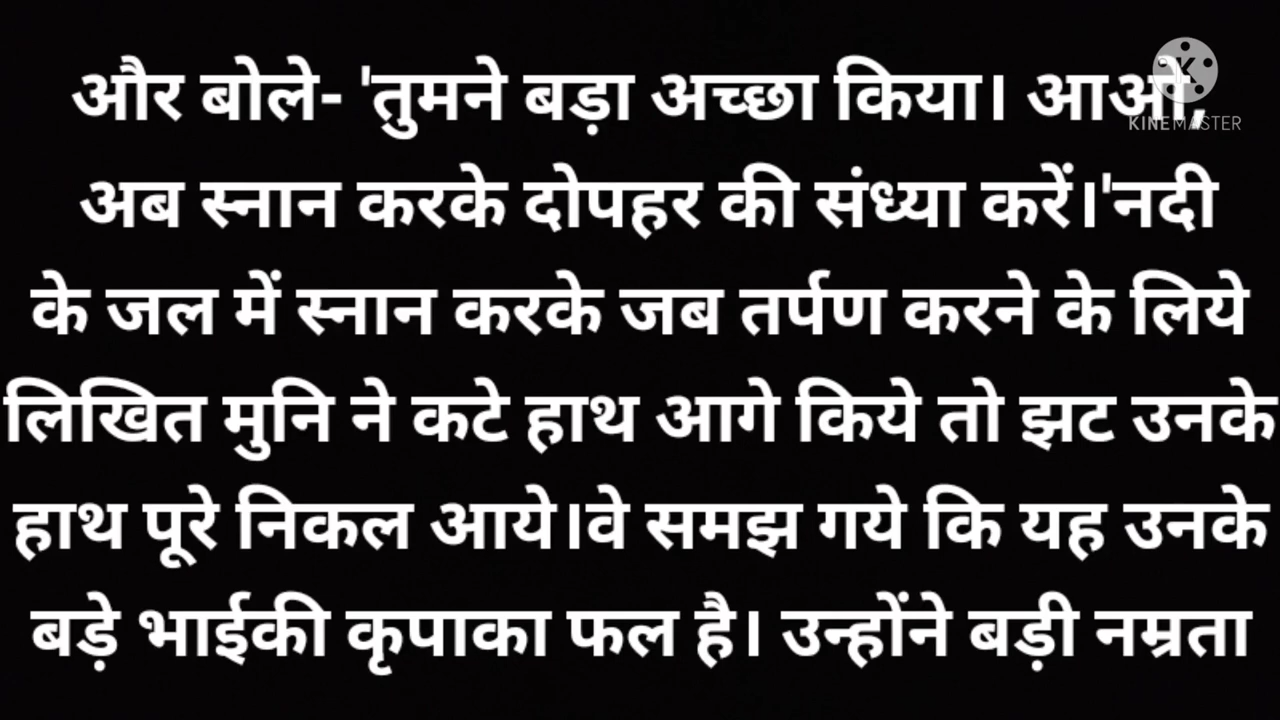 और बोले- 'तुमने बड़ा अच्छा किया। आओ,
अब स्नान करके दोपहर की संध्या करें।'नदी
के जल में स्नान करके जब तर्पण करने के लिये
लिखित मुनि ने कटे हाथ आगे किये तो झट उनके
हाथ पूरे निकल आये।वे समझ गये कि यह उनके
बड़े भाईकी कृपाका फल है। उन्होंने बड़ी नम्रता
K
KINEMASTER